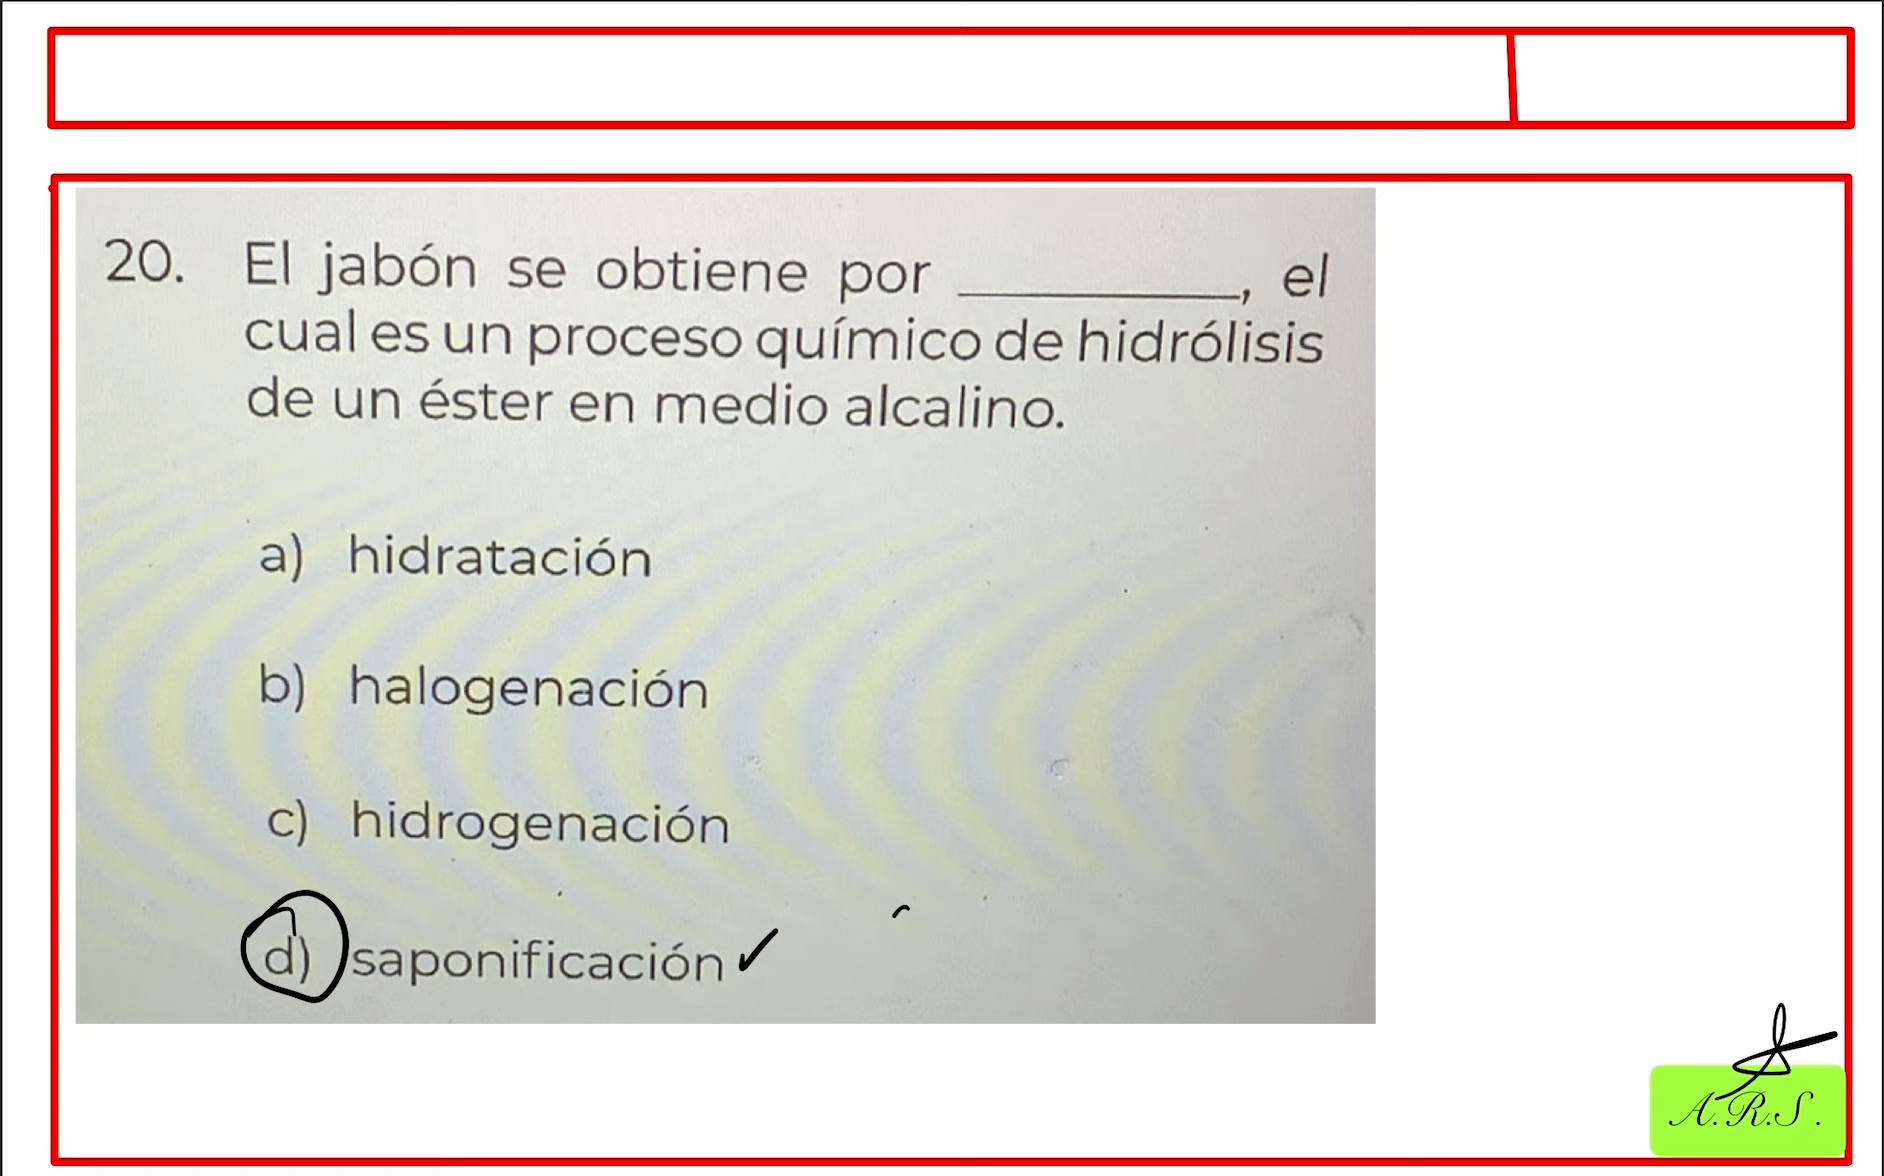 20. El jabón se obtiene por __________, el
cual es un proceso químico de hidrólisis
de un éster en medio alcalino.
a) hidratación
b) halogenación
c) hidrogenación
d) saponificación ✓
A.R.S.